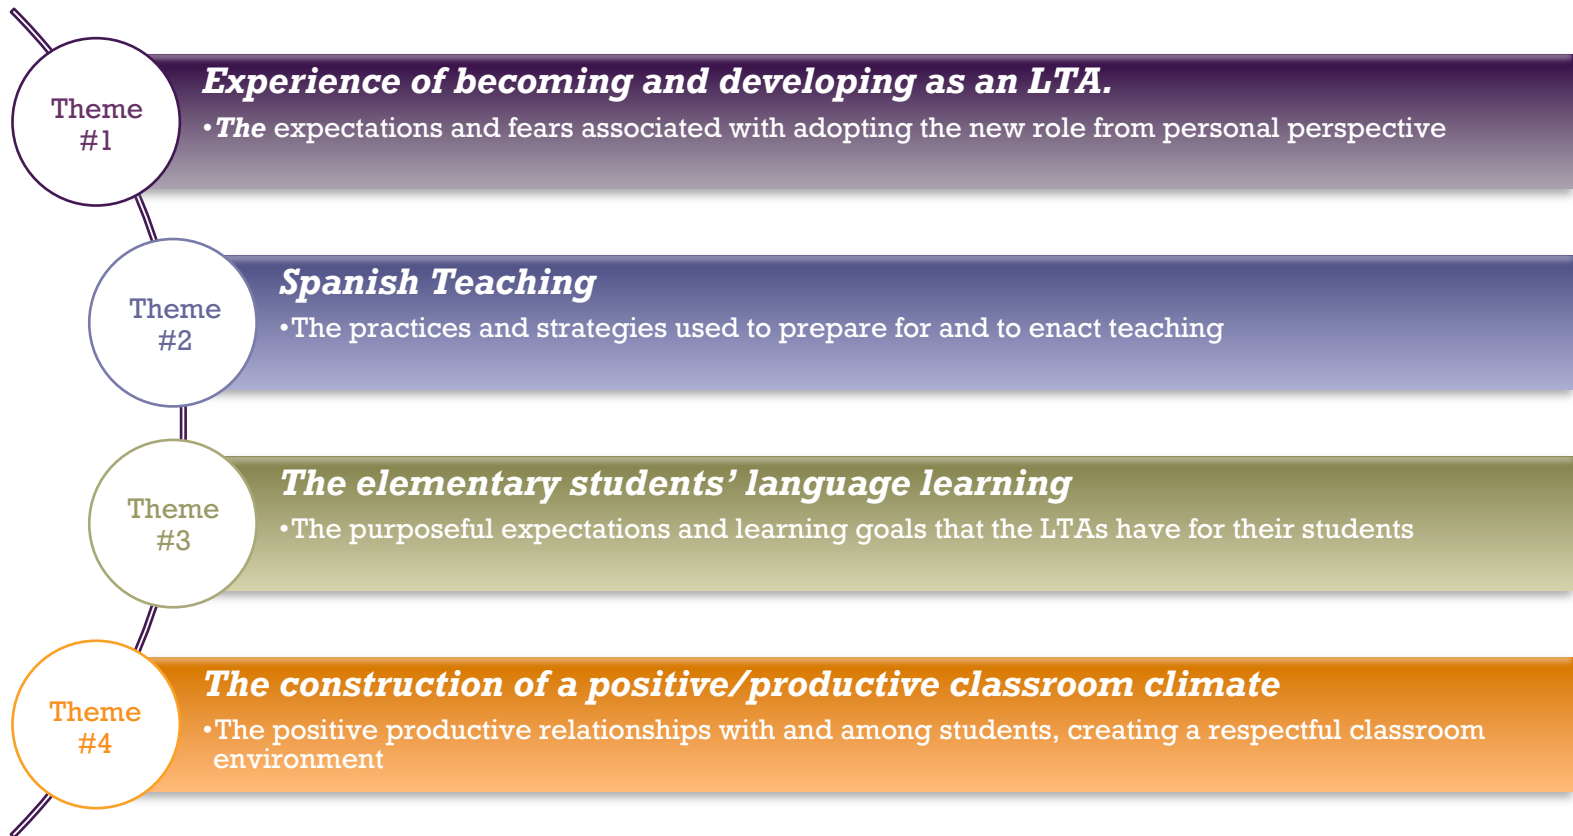 Theme
#1
Experience of becoming and developing as an LTA.
•The expectations and fears associated with adopting the new role from personal perspective
Theme
#2
Spanish Teaching
•The practices and strategies used to prepare for and to enact teaching
Theme
#3
The elementary students’ language learning
•The purposeful expectations and learning goals that the LTAs have for their students
Theme
#4
The construction of a positive/productive classroom climate
•The positive productive relationships with and among students, creating a respectful classroom
environment